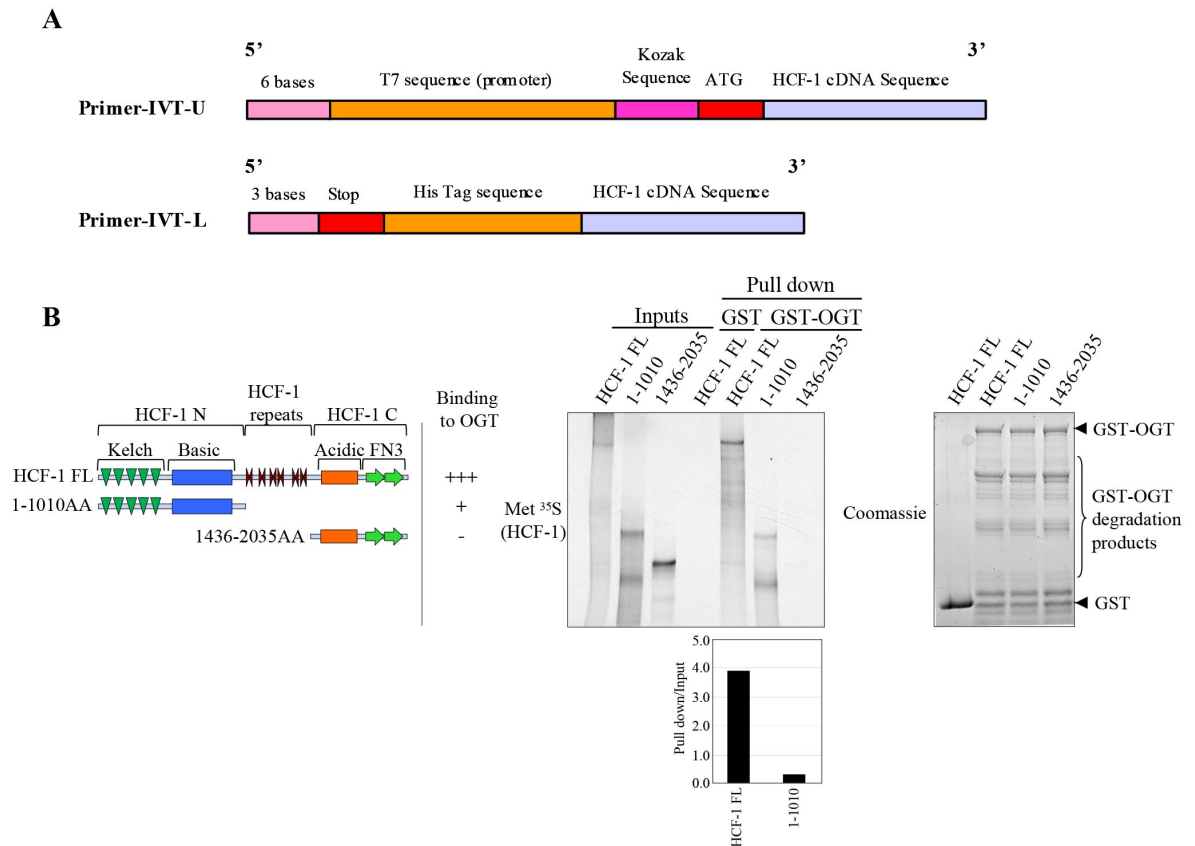 A
5’ 3’
6 bases T7 sequence (promoter) Kozak Sequence ATG HCF-1 cDNA Sequence
Primer-IVT-U
5’ 3’
3 bases Stop His Tag sequence HCF-1 cDNA Sequence
Primer-IVT-L
B
HCF-1 N HCF-1 repeats HCF-1 C
Kelch Basic Acidic FN3
Binding to OGT
HCF-1 FL +++
1-1010AA +
1436-2035AA -
Pull down
Inputs GST GST-OGT
HCF-1 FL
1-1010
1436-2035
HCF-1 FL
HCF-1 FL
1-1010
1436-2035
Met ³⁵S
(HCF-1)
Pull down/Input
5.0
4.0
3.0
2.0
1.0
0.0
HCF-1 FL
1-1010
HCF-1 FL
HCF-1 FL
1-1010
1436-2035
Coomassie
GST-OGT
GST-OGT
degradation
products
GST